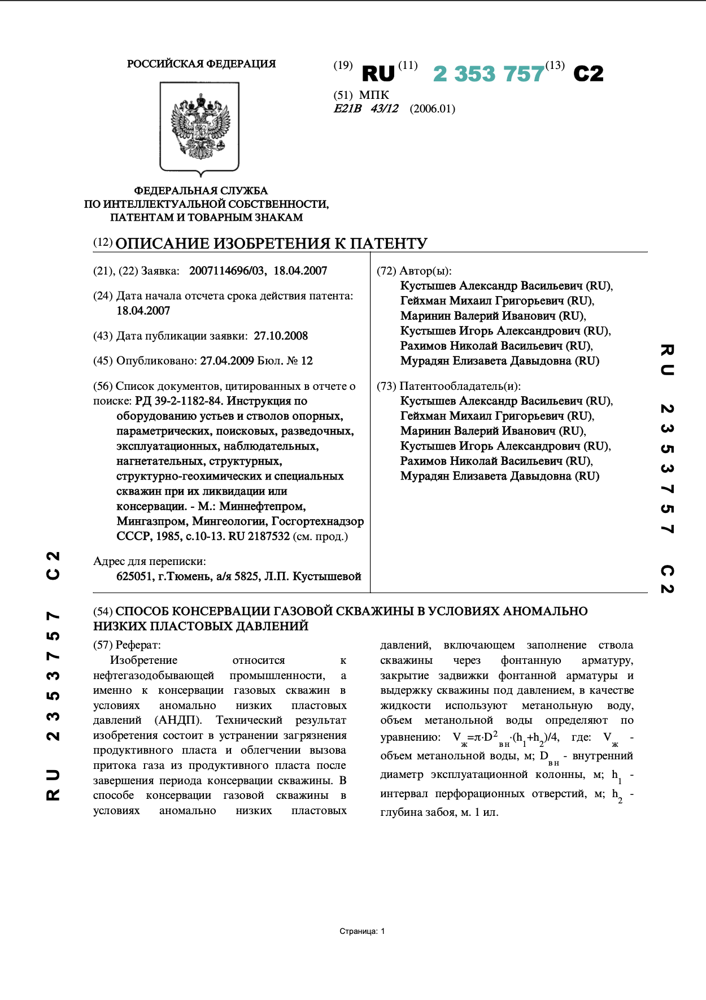 РОССИЙСКАЯ ФЕДЕРАЦИЯ
(19) RU (11) 2 353 757 (13) C2
(51) МПК
E21B 43/12 (2006.01)
ФЕДЕРАЛЬНАЯ СЛУЖБА
ПО ИНТЕЛЛЕКТУАЛЬНОЙ СОБСТВЕННОСТИ,
ПАТЕНТАМ И ТОВАРНЫМ ЗНАКАМ
(12) ОПИСАНИЕ ИЗОБРЕТЕНИЯ К ПАТЕНТУ
(21), (22) Заявка: 2007114696/03, 18.04.2007
(24) Дата начала отсчета срока действия патента:
18.04.2007
(43) Дата публикации заявки: 27.10.2008
(45) Опубликовано: 27.04.2009 Бюл. № 12
(56) Список документов, цитированных в отчете о
поиске: РД 39-2-1182-84. Инструкция по
оборудованию устьев и стволов опорных,
параметрических, поисковых, разведочных,
эксплуатационных, наблюдательных,
нагнетательных, структурных,
структурно-геохимических и специальных
скважин при их ликвидации или
консервации. - М.: Миннефтепром,
Мингазпром, Мингеологии, Госгортехнадзор
СССР, 1985, с.10-13. RU 2187532 (см. прод.)
Адрес для переписки:
625051, г.Тюмень, а/я 5825, Л.П. Кустышевой
(72) Автор(ы):
Кустышев Александр Васильевич (RU),
Гейхман Михаил Григорьевич (RU),
Маринин Валерий Иванович (RU),
Кустышев Игорь Александрович (RU),
Рахимов Николай Васильевич (RU),
Мурадян Елизавета Давыдовна (RU)
(73) Патентообладатель(и):
Кустышев Александр Васильевич (RU),
Гейхман Михаил Григорьевич (RU),
Маринин Валерий Иванович (RU),
Кустышев Игорь Александрович (RU),
Рахимов Николай Васильевич (RU),
Мурадян Елизавета Давыдовна (RU)
(54) СПОСОБ КОНСЕРВАЦИИ ГАЗОВОЙ СКВАЖИНЫ В УСЛОВИЯХ АНОМАЛЬНО
НИЗКИХ ПЛАСТОВЫХ ДАВЛЕНИЙ
(57) Реферат:
Изобретение относится к
нефтегазодобывающей промышленности, а
именно к консервации газовых скважин в
условиях аномально низких пластовых
давлений (АНДП). Технический результат
изобретения состоит в устранении загрязнения
продуктивного пласта и облегчении вызова
притока газа из продуктивного пласта после
завершения периода консервации скважины. В
способе консервации газовой скважины в
условиях аномально низких пластовых
давлений, включающем заполнение ствола
скважины через фонтанную арматуру,
закрытие задвижки фонтанной арматуры и
выдержку скважины под давлением, в качестве
жидкости используют метанольную воду,
объем метанольной воды определяют по
уравнению: Vж=π·D²вн·(h₁+h₂)/4, где: Vж -
объем метанольной воды, м; Dвн - внутренний
диаметр эксплуатационной колонны, м; h₁ -
интервал перфорационных отверстий, м; h₂ -
глубина забоя, м. 1 ил.
RU 2353757 C2
RU 2353757 C2
Страница: 1